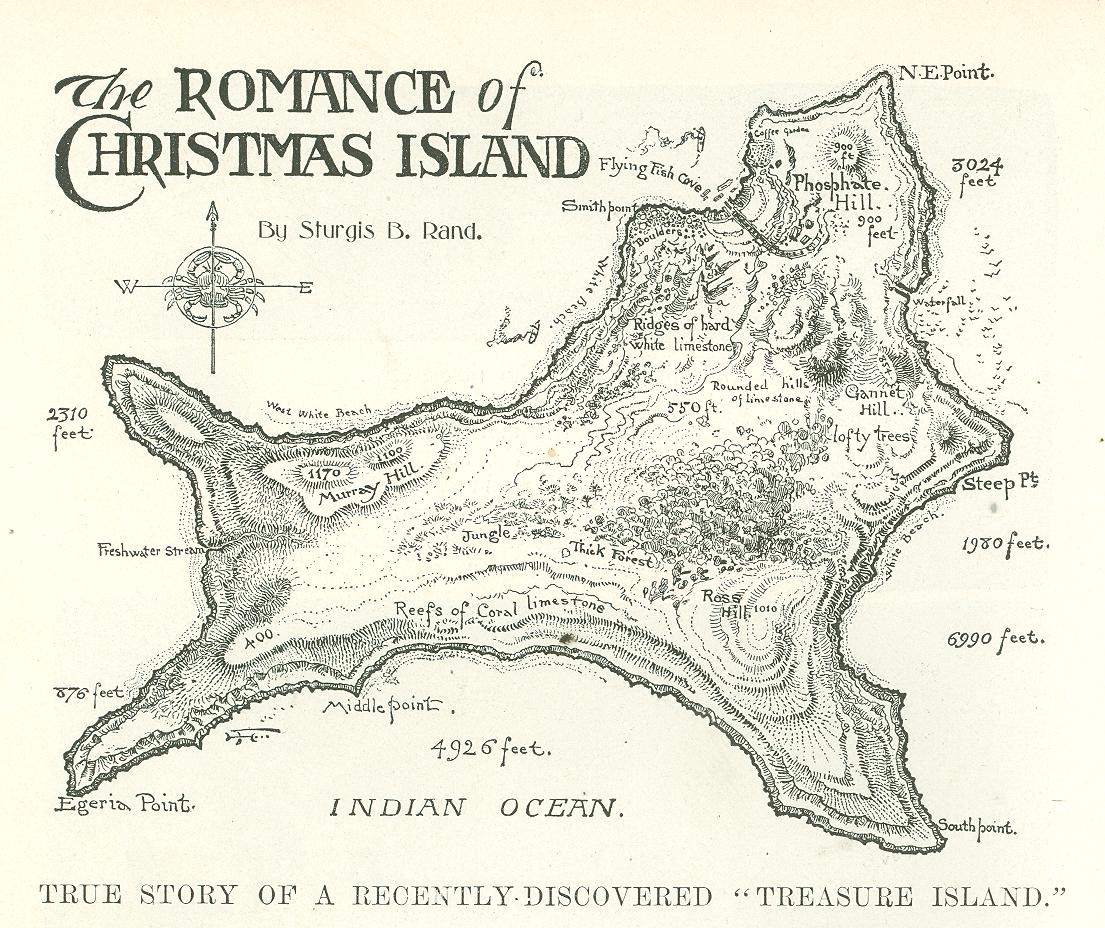 The ROMANCE of
CHRISTMAS ISLAND
By Sturgis B. Rand.
W E
N.E.Point.
Coffee Garden
900 ft
Flying Fish Cove
3024 feet
Phosphate. Hill.
900 feet
Smith point
Boulders
White Beach.
Waterfall
Ridges of hard white limestone
Rounded hills of limestone
550 ft.
Gannet Hill.
2310 feet
West White Beach
lofty trees
1100
1170
Murray Hill
Steep Pt
White Beach
Jungle
Freshwater Stream
Thick Forest
1980 feet.
Ross Hill 1010
Reefs of Coral limestone
400.
6990 feet.
876 feet
Middle point.
4926 feet.
Egeria Point.
INDIAN OCEAN.
South point.
TRUE STORY OF A RECENTLY-DISCOVERED “TREASURE ISLAND.”